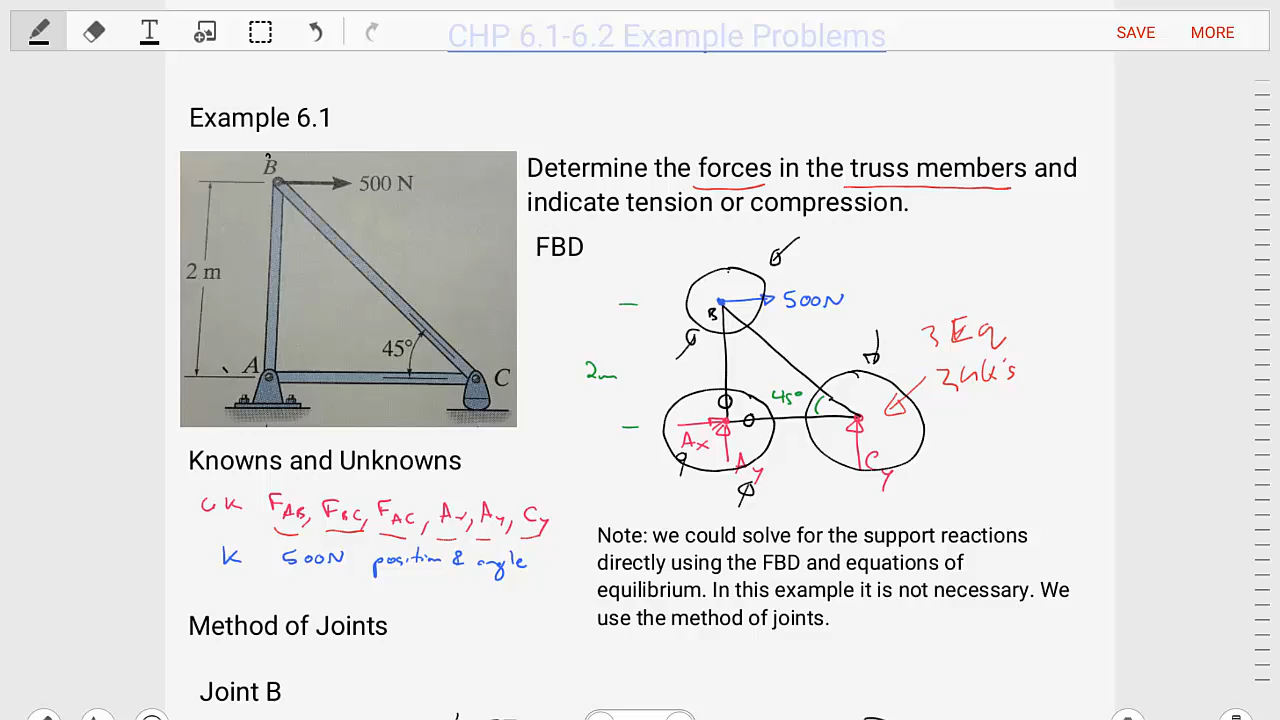 CHP 6.1-6.2 Example Problems
SAVE
MORE
Example 6.1
B
500 N
2 m
45°
A
C
Determine the forces in the truss members and
indicate tension or compression.
FBD
B
500N
2m
45°
Ax
Ay
Cy
3 Eq
3 UK's
Knowns and Unknowns
UK FAB, FBC, FAC, Ax, Ay, Cy
K 500N position & angle
Note: we could solve for the support reactions
directly using the FBD and equations of
equilibrium. In this example it is not necessary. We
use the method of joints.
Method of Joints
Joint B